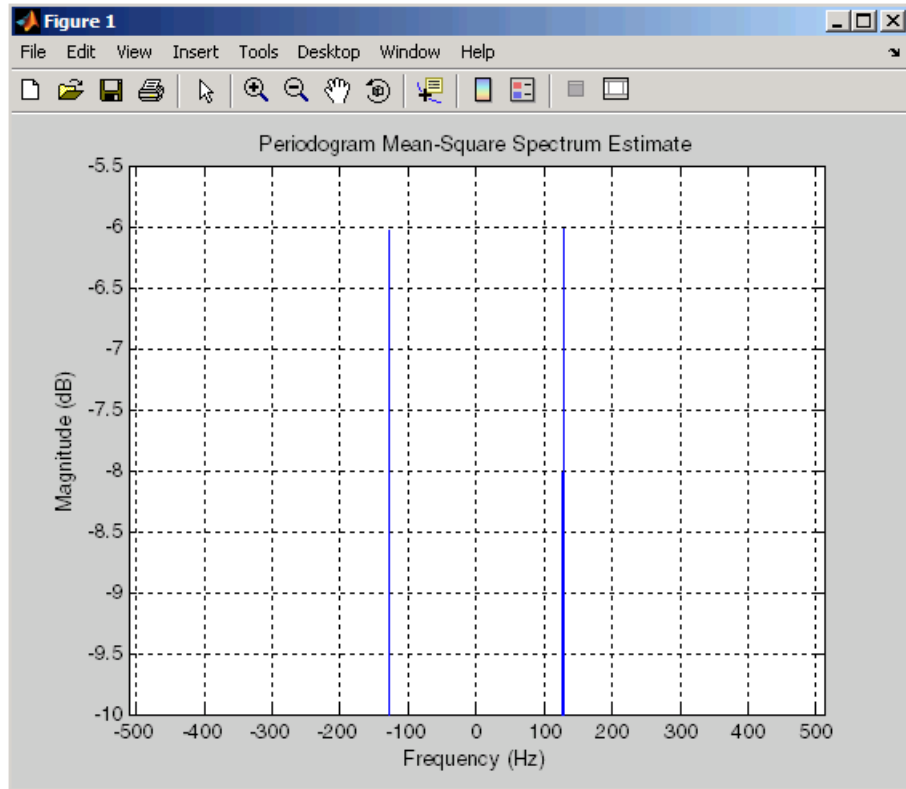 Figure 1
File Edit View Insert Tools Desktop Window Help
Periodogram Mean-Square Spectrum Estimate
-5.5
-6
-6.5
-7
-7.5
-8
-8.5
-9
-9.5
-10
Magnitude (dB)
-500 -400 -300 -200 -100 0 100 200 300 400 500
Frequency (Hz)